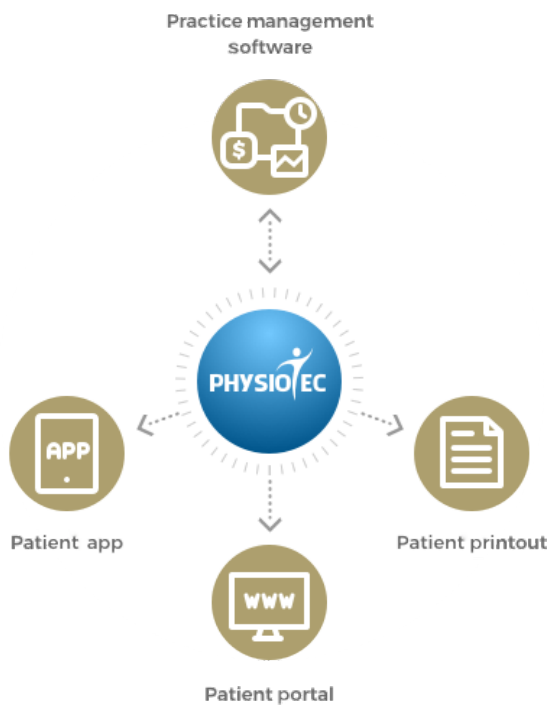 Practice management
software
$
PHYSIOTEC
APP
Patient app
Patient printout
WWW
Patient portal